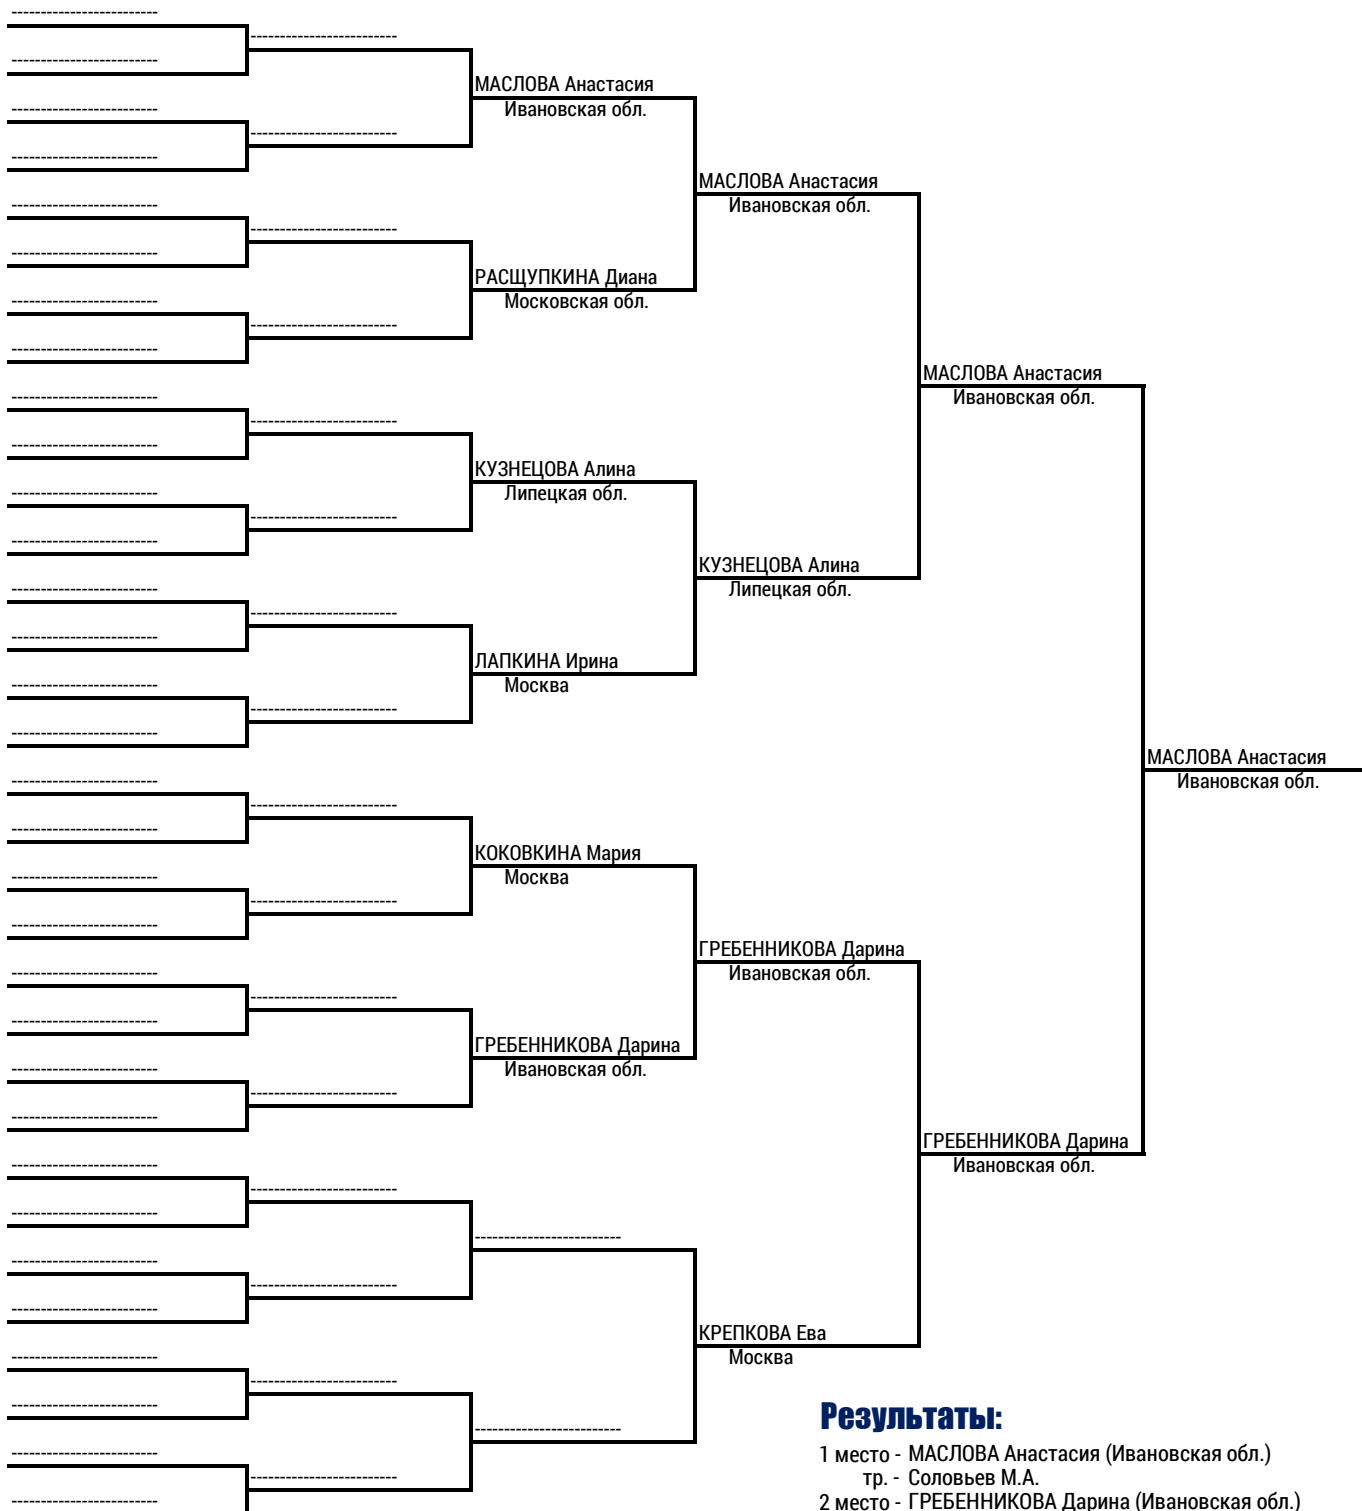 МАСЛОВА Анастасия
Ивановская обл.
МАСЛОВА Анастасия
Ивановская обл.
РАСЩУПКИНА Диана
Московская обл.
МАСЛОВА Анастасия
Ивановская обл.
КУЗНЕЦОВА Алина
Липецкая обл.
КУЗНЕЦОВА Алина
Липецкая обл.
ЛАПКИНА Ирина
Москва
МАСЛОВА Анастасия
Ивановская обл.
КОКОВКИНА Мария
Москва
ГРЕБЕННИКОВА Дарина
Ивановская обл.
ГРЕБЕННИКОВА Дарина
Ивановская обл.
ГРЕБЕННИКОВА Дарина
Ивановская обл.
КРЕПКОВА Ева
Москва
Результаты:
1 место - МАСЛОВА Анастасия (Ивановская обл.)
тр. - Соловьев М.А.
2 место - ГРЕБЕННИКОВА Дарина (Ивановская обл.)